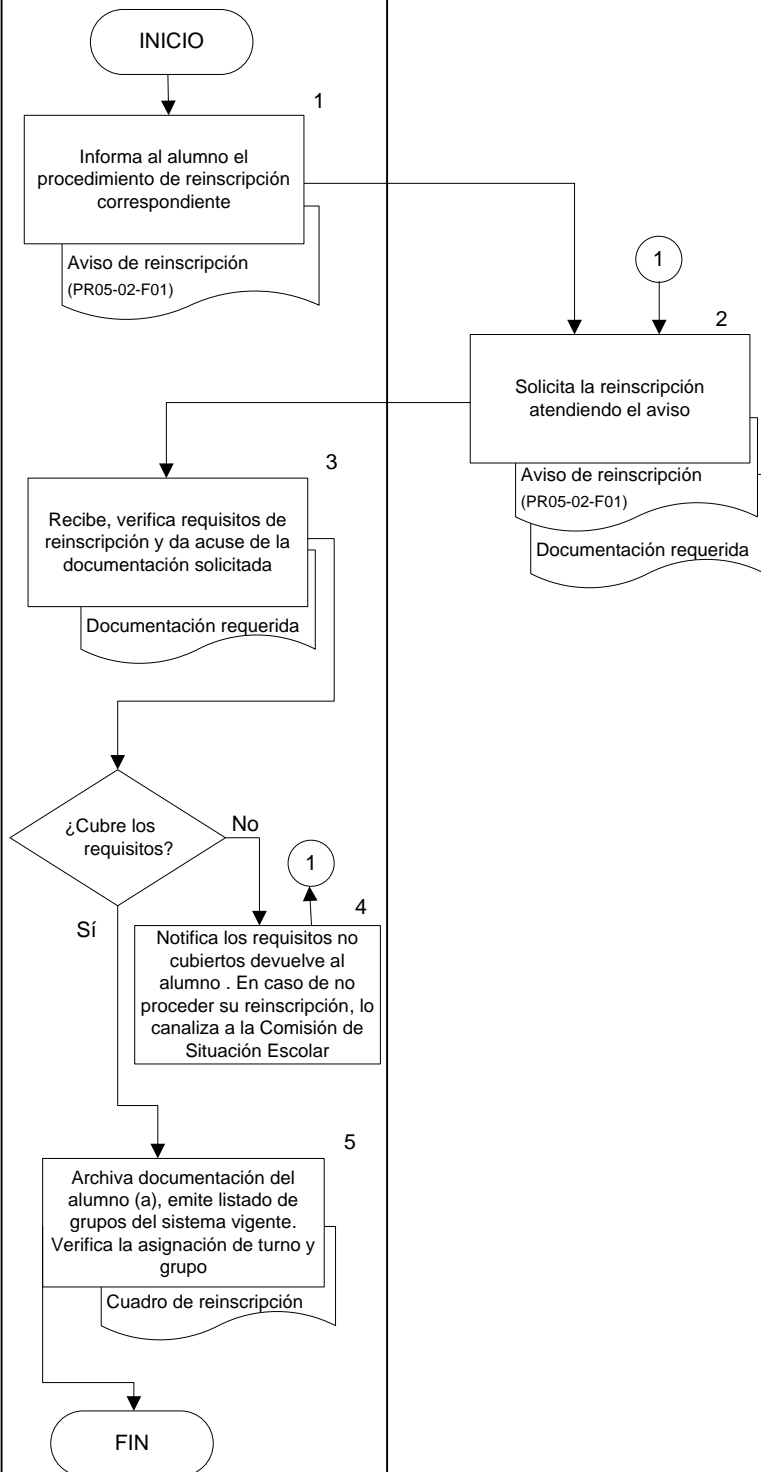 INICIO
1
Informa al alumno el
procedimiento de reinscripción
correspondiente
Aviso de reinscripción
(PR05-02-F01)
1
2
Solicita la reinscripción
atendiendo el aviso
Aviso de reinscripción
(PR05-02-F01)
Documentación requerida
3
Recibe, verifica requisitos de
reinscripción y da acuse de la
documentación solicitada
Documentación requerida
¿Cubre los
requisitos?
No
Sí
1
4
Notifica los requisitos no
cubiertos devuelve al
alumno . En caso de no
proceder su reinscripción, lo
canaliza a la Comisión de
Situación Escolar
5
Archiva documentación del
alumno (a), emite listado de
grupos del sistema vigente.
Verifica la asignación de turno y
grupo
Cuadro de reinscripción
FIN